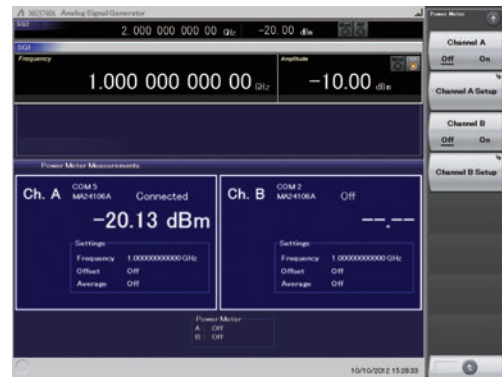 MG3740A Analog Signal Generator
SG2
2. 000 000 000 00 GHz -20. 00 dBm
SG1
Frequency
1.000 000 000 00 GHz
Amplitude
-10.00 dBm
Power Meter Measurements
Ch. A
COM 5
MA24106A Connected
-20.13 dBm
Settings
Frequency 1.00000000000 GHz
Offset Off
Average Off
Ch. B
COM 2
MA24106A Off
--.--
Settings
Frequency 1.00000000000 GHz
Offset Off
Average Off
Power Meter
A : Off
B : Off
10/10/2012 15:28:33
Power Meter
Channel A
Off On
Channel A Setup
Channel B
Off On
Channel B Setup